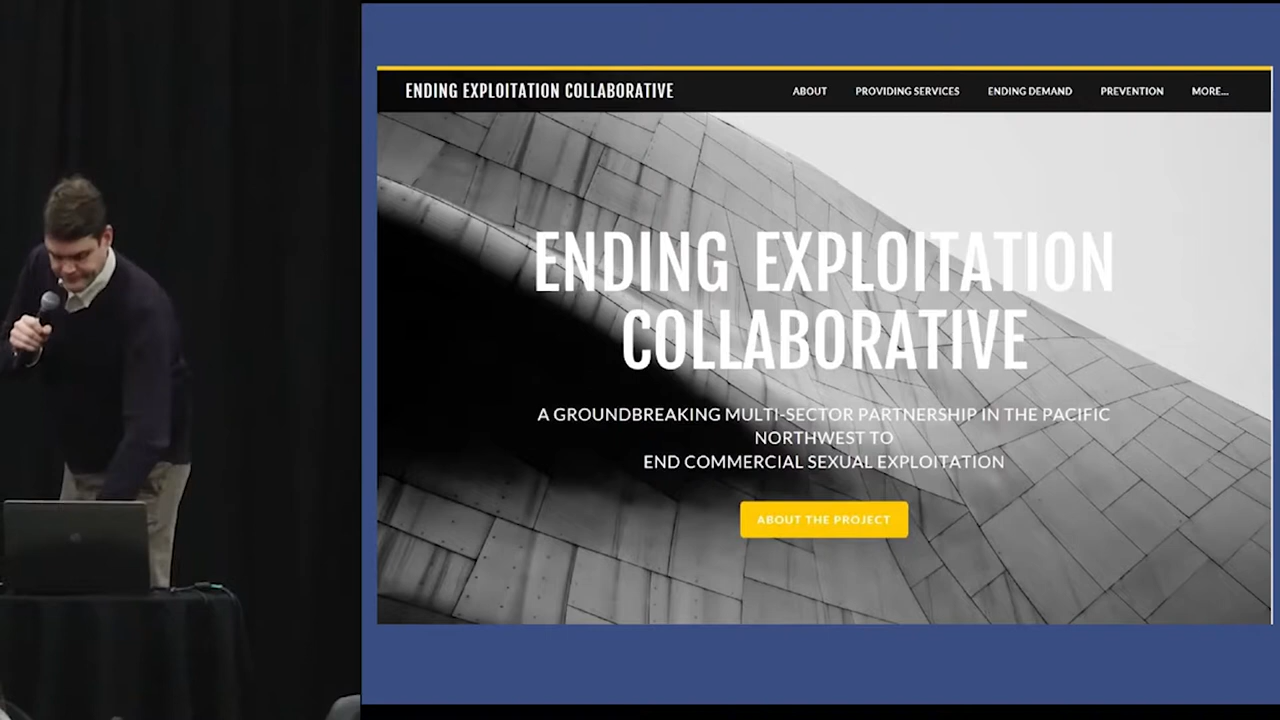 ENDING EXPLOITATION COLLABORATIVE
ABOUT
PROVIDING SERVICES
ENDING DEMAND
PREVENTION
MORE...
ENDING EXPLOITATION
COLLABORATIVE
A GROUNDBREAKING MULTI-SECTOR PARTNERSHIP IN THE PACIFIC
NORTHWEST TO
END COMMERCIAL SEXUAL EXPLOITATION
ABOUT THE PROJECT